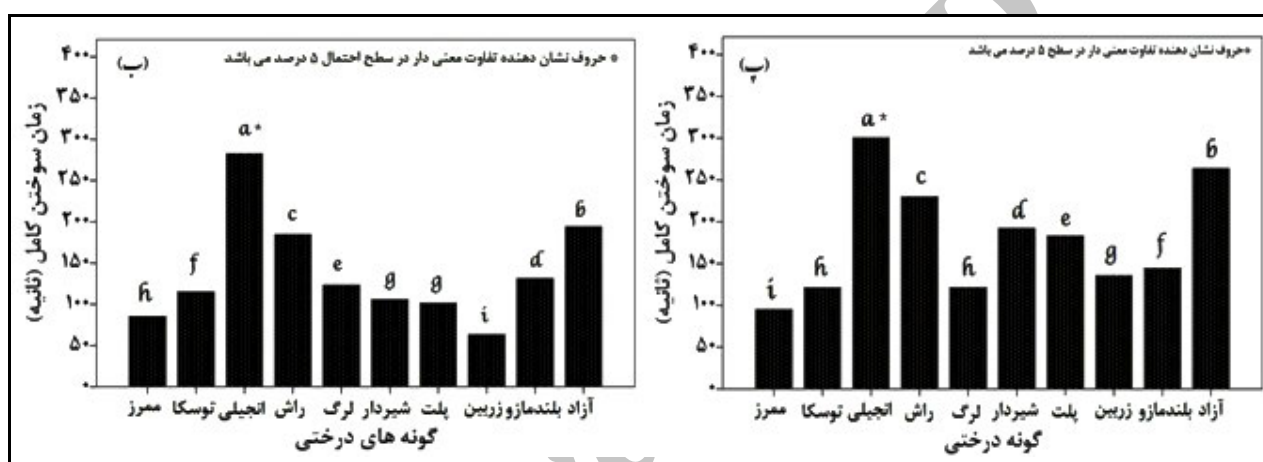 *حروف نشان دهنده تفاوت معنی دار در سطح ۵ درصد می باشد
(پ)
زمان سوختن کامل (ثانیه)
۴۰۰
۳۵۰
۳۰۰
۲۵۰
۲۰۰
۱۵۰
۱۰۰
۵۰
۰
i h a* c h d e g f b
ممرز توسکا انجیلی راش لرگ شیردار پلت زربین بلندمازو آزاد
گونه درختی
* حروف نشان دهنده تفاوت معنی دار در سطح احتمال ۵ درصد می باشد
(ب)
زمان سوختن کامل (ثانیه)
۴۰۰
۳۵۰
۳۰۰
۲۵۰
۲۰۰
۱۵۰
۱۰۰
۵۰
۰
h f a* c e g g i d b
ممرز توسکا انجیلی راش لرگ شیردار پلت زربین بلندمازو آزاد
گونه های درختی